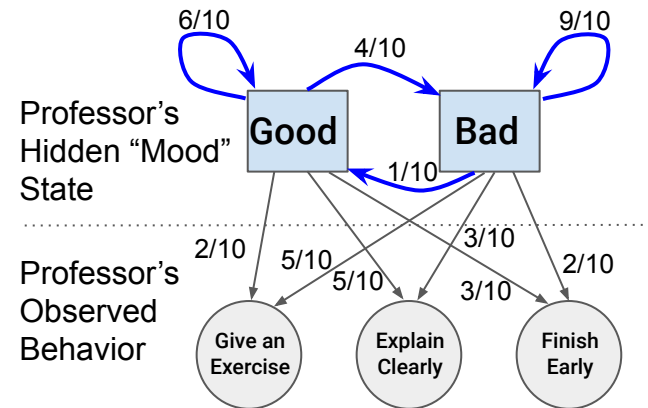 6/10
4/10
9/10
Professor's
Hidden “Mood”
State
Good
Bad
1/10
2/10
5/10
5/10
3/10
3/10
2/10
Professor's
Observed
Behavior
Give an
Exercise
Explain
Clearly
Finish
Early